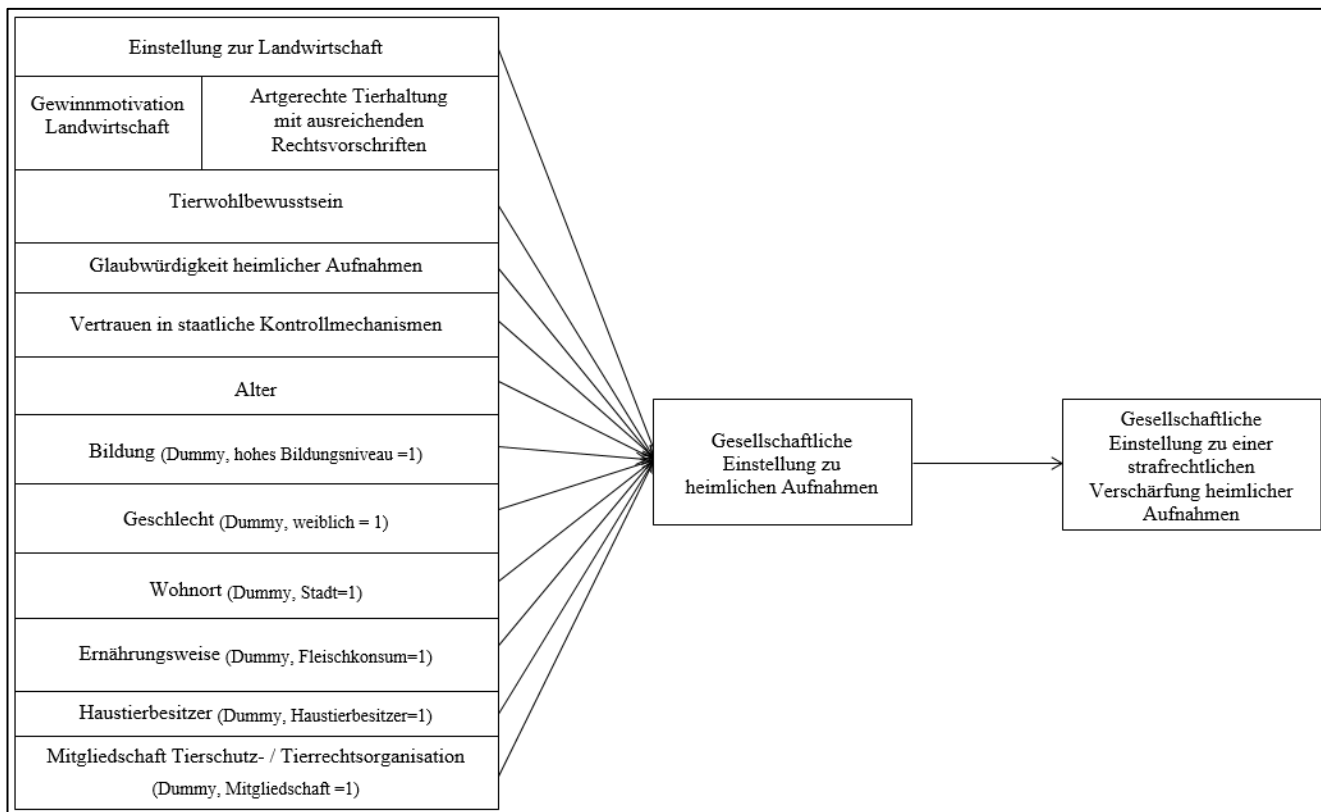 Einstellung zur Landwirtschaft
Gewinnmotivation
Landwirtschaft
Artgerechte Tierhaltung
mit ausreichenden
Rechtsvorschriften
Tierwohlbewusstsein
Glaubwürdigkeit heimlicher Aufnahmen
Vertrauen in staatliche Kontrollmechanismen
Alter
Bildung (Dummy, hohes Bildungsniveau =1)
Geschlecht (Dummy, weiblich = 1)
Wohnort (Dummy, Stadt=1)
Ernährungsweise (Dummy, Fleischkonsum=1)
Haustierbesitzer (Dummy, Haustierbesitzer=1)
Mitgliedschaft Tierschutz- / Tierrechtsorganisation
(Dummy, Mitgliedschaft =1)
Gesellschaftliche
Einstellung zu
heimlichen Aufnahmen
Gesellschaftliche
Einstellung zu einer
strafrechtlichen
Verschärfung heimlicher
Aufnahmen